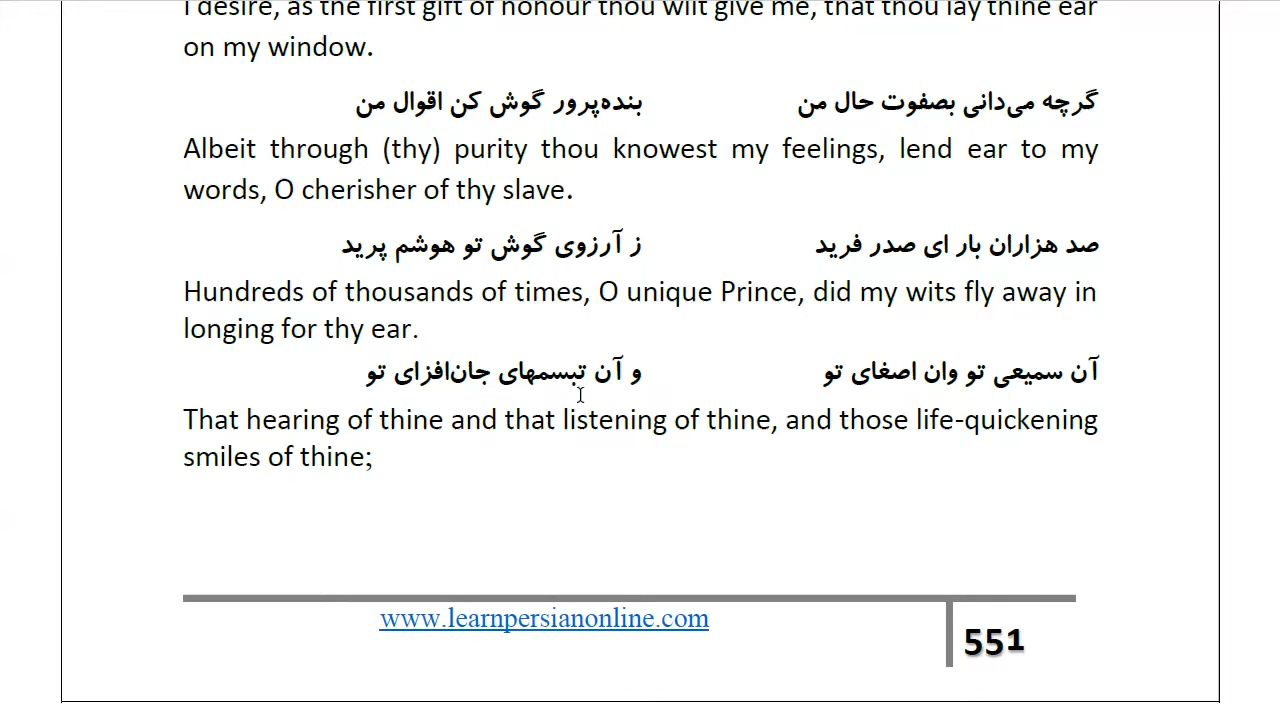 I desire, as the first gift of honour thou wilt give me, that thou lay thine ear
on my window.
گرچه می‌دانی بصفوت حال من بنده‌پرور گوش کن اقوال من
Albeit through (thy) purity thou knowest my feelings, lend ear to my
words, O cherisher of thy slave.
صد هزاران بار ای صدر فرید ز آرزوی گوش تو هوشم پرید
Hundreds of thousands of times, O unique Prince, did my wits fly away in
longing for thy ear.
آن سمیعی تو وان اصغای تو و آن تبسمهای جان‌افزای تو
That hearing of thine and that listening of thine, and those life-quickening
smiles of thine;
www.learnpersianonline.com
551